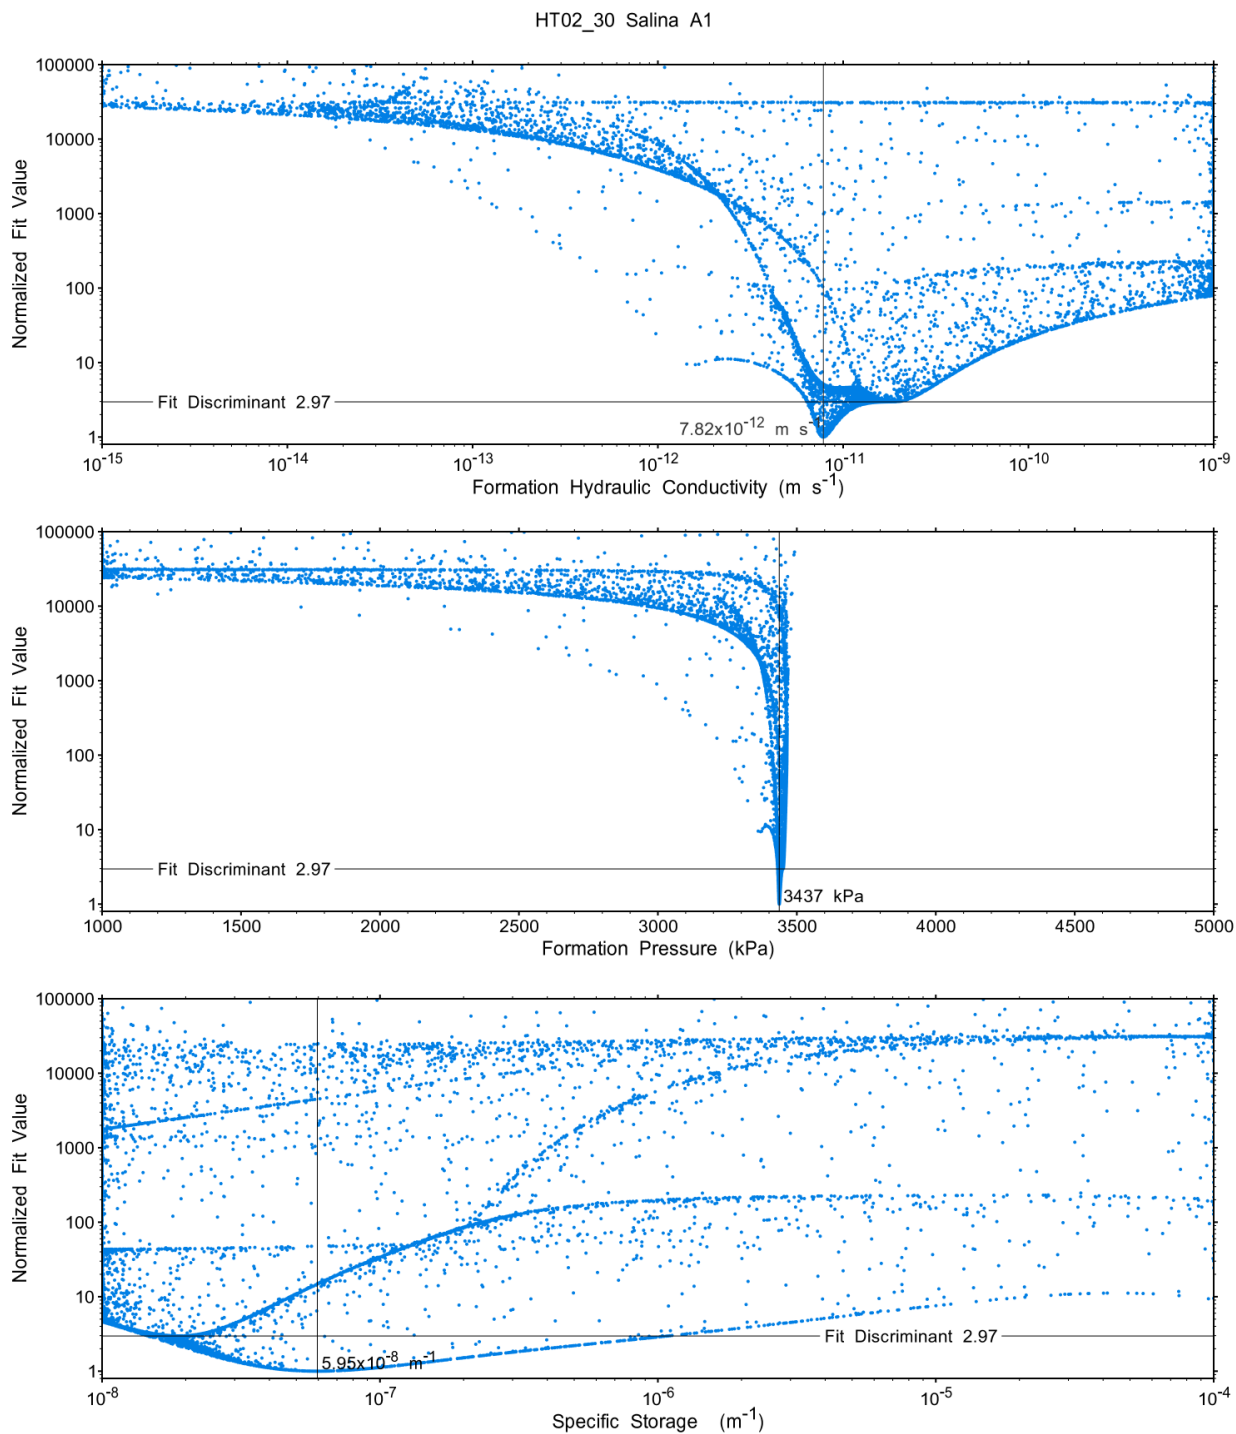 HT02_30 Salina A1
100000
10000
1000
100
10
1
Normalized Fit Value
Fit Discriminant 2.97
7.82x10-12 m s-1
10-15 10-14 10-13 10-12 10-11 10-10 10-9
Formation Hydraulic Conductivity (m s-1)
100000
10000
1000
100
10
1
Normalized Fit Value
Fit Discriminant 2.97
3437 kPa
1000 1500 2000 2500 3000 3500 4000 4500 5000
Formation Pressure (kPa)
100000
10000
1000
100
10
1
Normalized Fit Value
Fit Discriminant 2.97
5.95x10-8 m-1
10-8 10-7 10-6 10-5 10-4
Specific Storage (m-1)